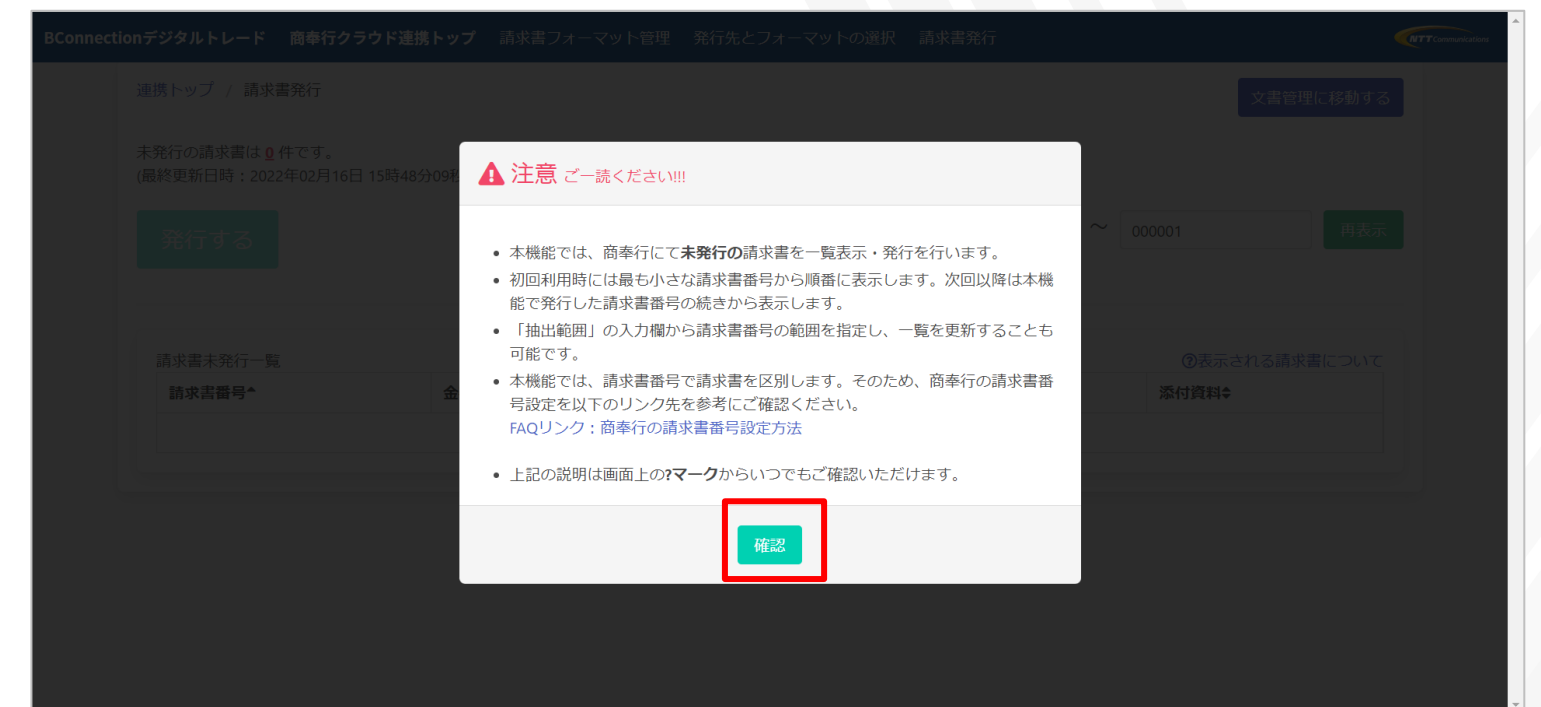 BConnectionデジタルトレード 商奉行クラウド連携トップ 請求書フォーマット管理 発行先とフォーマットの選択 請求書発行
NTT Communications
連携トップ / 請求書発行
文書管理に移動する
未発行の請求書は 0 件です。
(最終更新日時：2022年02月16日 15時48分09秒
発行する
～ 000001 再表示
注意 ご一読ください!!!
• 本機能では、商奉行にて未発行の請求書を一覧表示・発行を行います。
• 初回利用時には最も小さな請求書番号から順番に表示します。次回以降は本機
能で発行した請求書番号の続きから表示します。
• 「抽出範囲」の入力欄から請求書番号の範囲を指定し、一覧を更新することも
可能です。
• 本機能では、請求書番号で請求書を区別します。そのため、商奉行の請求書番
号設定を以下のリンク先を参考にご確認ください。
FAQリンク：商奉行の請求書番号設定方法
• 上記の説明は画面上の?マークからいつでもご確認いただけます。
確認
請求書未発行一覧
?表示される請求書について
請求書番号 金 添付資料